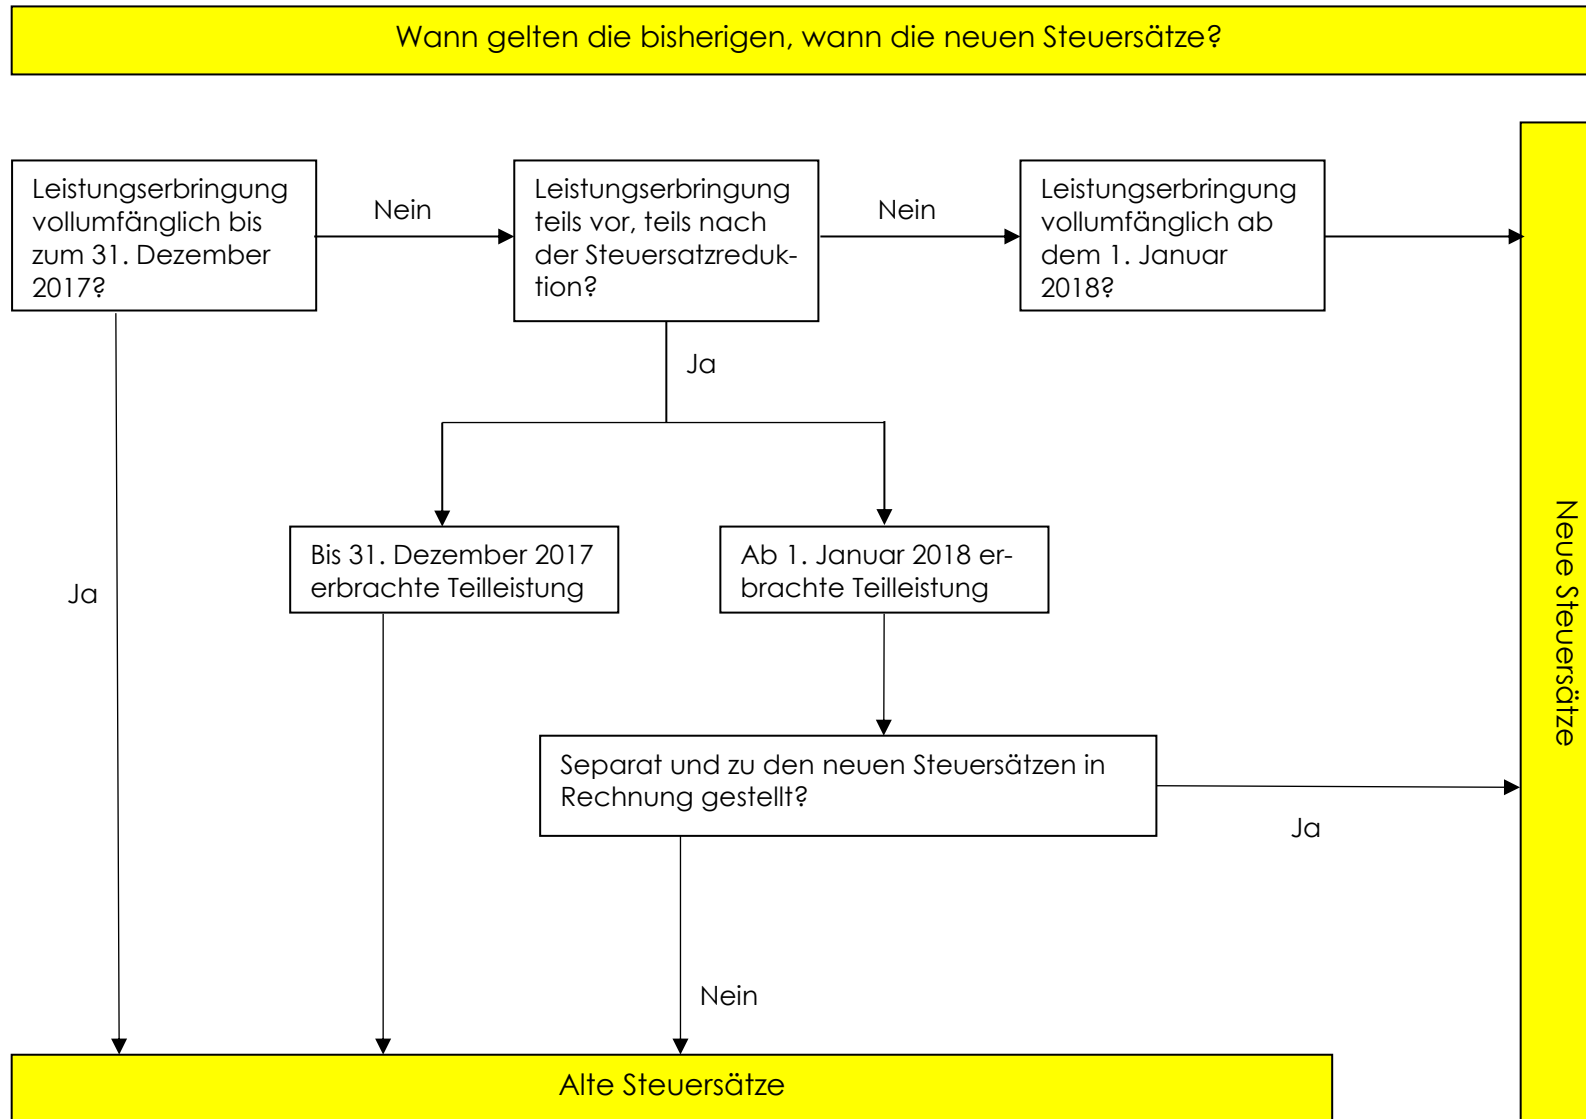 Wann gelten die bisherigen, wann die neuen Steuersätze?
Leistungserbringung
vollumfänglich bis
zum 31. Dezember
2017?
Nein
Leistungserbringung
teils vor, teils nach
der Steuersatzreduk-
tion?
Nein
Leistungserbringung
vollumfänglich ab
dem 1. Januar
2018?
Ja
Bis 31. Dezember 2017
erbrachte Teilleistung
Ab 1. Januar 2018 er-
brachte Teilleistung
Ja
Separat und zu den neuen Steuersätzen in
Rechnung gestellt?
Ja
Nein
Neue Steuersätze
Alte Steuersätze